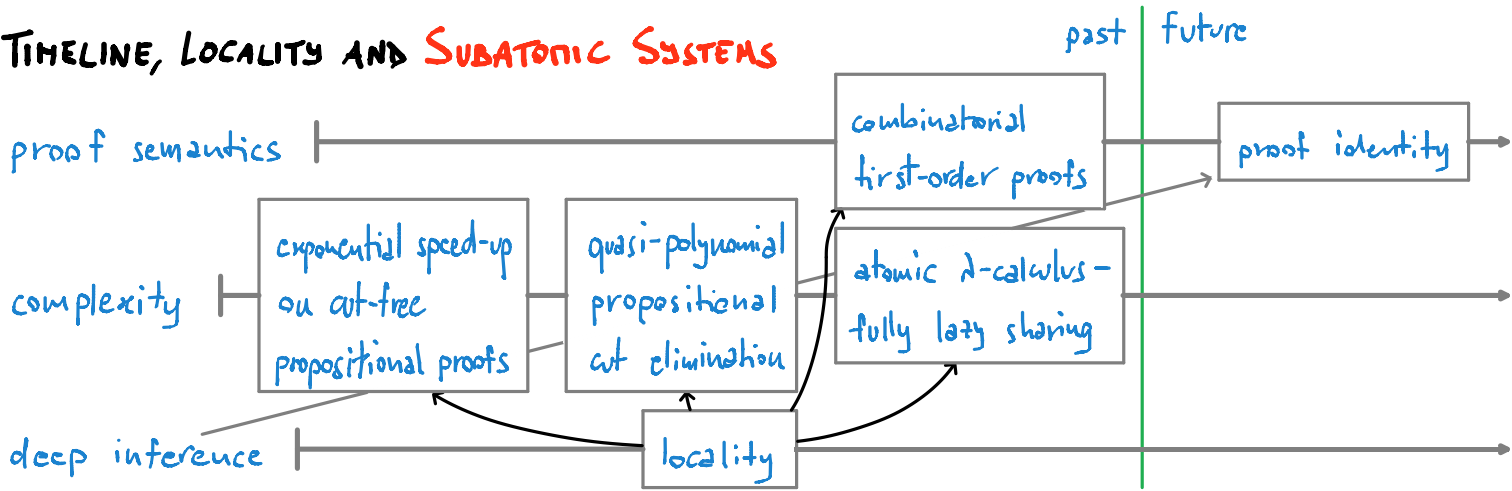 TIMELINE, LOCALITY AND SUBATOMIC SYSTEMS
past | future
proof semantics
combinatorial
first-order proofs
proof identity
complexity
exponential speed-up
on cut-free
propositional proofs
quasi-polynomial
propositional
cut elimination
atomic λ-calculus –
fully lazy sharing
deep inference
locality